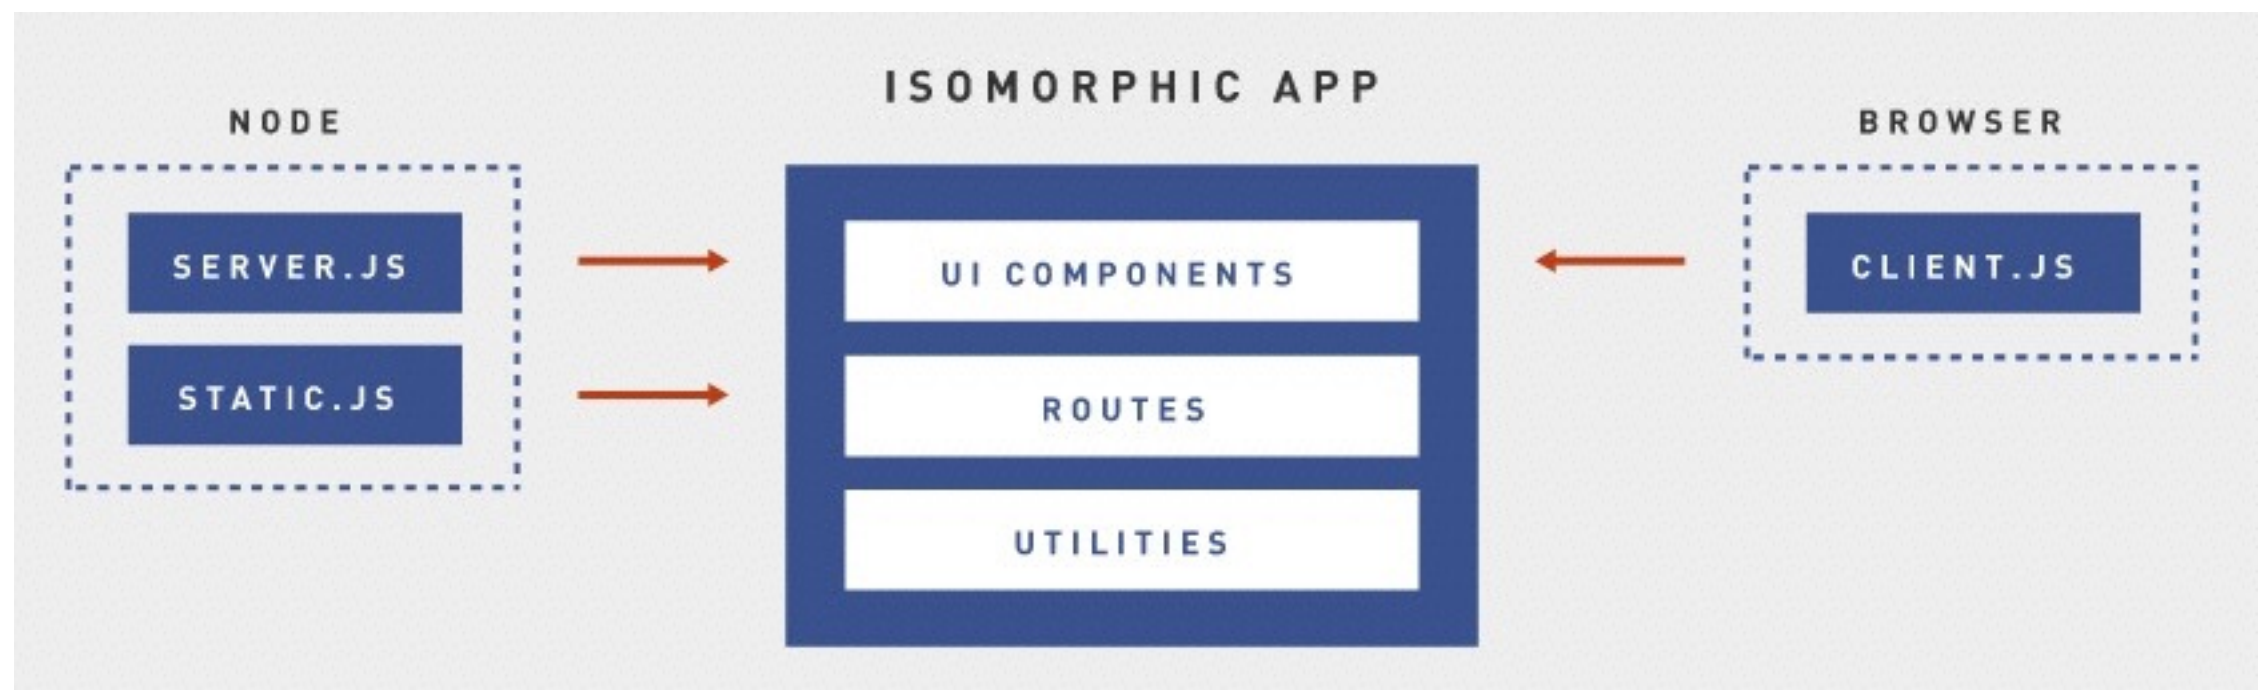 ISOMORPHIC APP
NODE
SERVER.JS
STATIC.JS
UI COMPONENTS
ROUTES
UTILITIES
BROWSER
CLIENT.JS